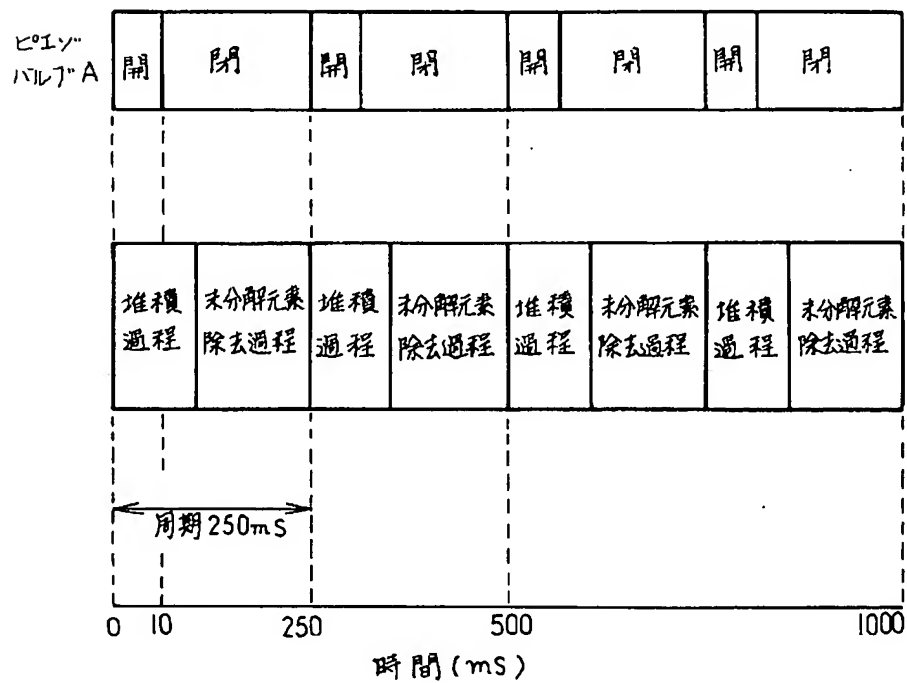 ピエゾ
バルブA
開 閉 開 閉 開 閉 開 閉
堆積 未分解元素 堆積 未分解元素 堆積 未分解元素 堆積 未分解元素
過程 除去過程 過程 除去過程 過程 除去過程 過程 除去過程
周期250mS
0 10 250 500 1000
時間(mS)